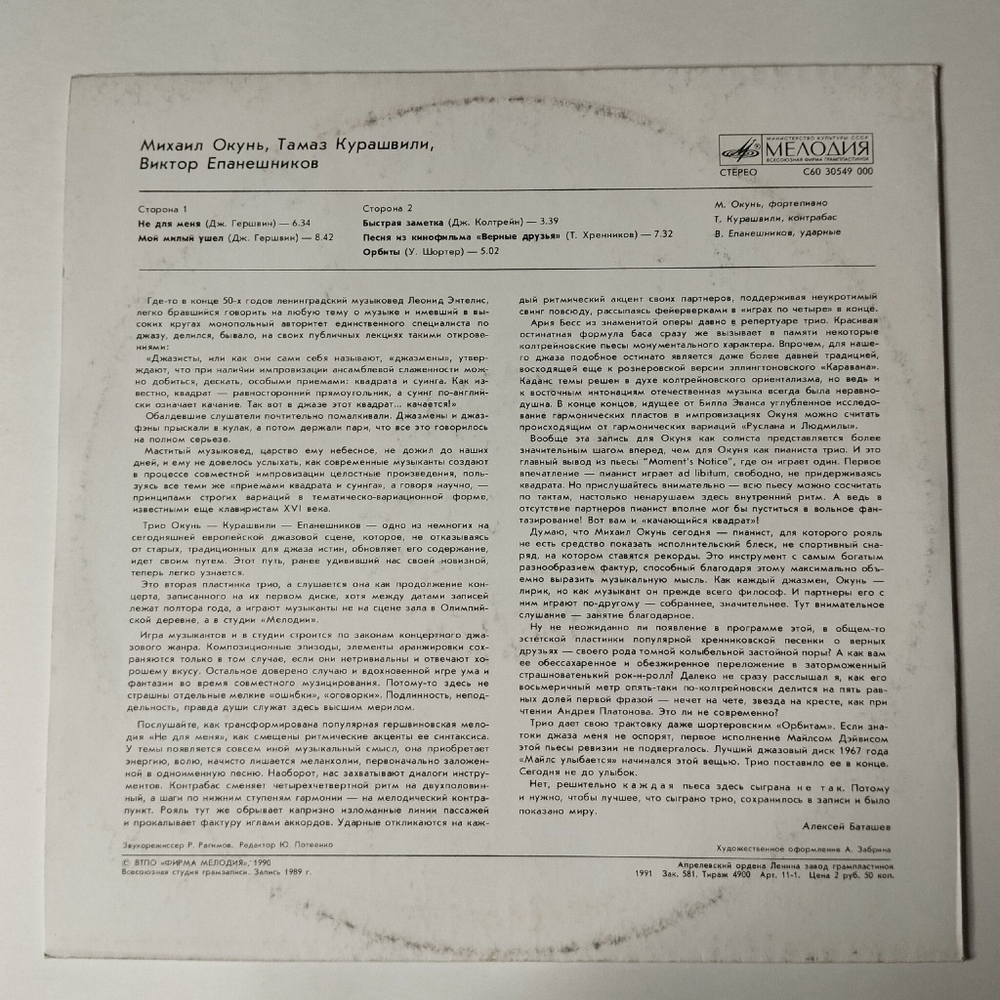 Михаил Окунь, Тамаз Курашвили,
Виктор Епанешников
МИНИСТЕРСТВО КУЛЬТУРЫ СССР
МЕЛОДИЯ
ВСЕСОЮЗНАЯ ФИРМА ГРАМПЛАСТИНОК
СТЕРЕО С60 30549 000
Сторона 1
Не для меня (Дж. Гершвин) — 6.34
Мой милый ушел (Дж. Гершвин) — 8.42
Сторона 2
Быстрая заметка (Дж. Колтрейн) — 3.39
Песня из кинофильма «Верные друзья» (Т. Хренников) — 7.32
Орбиты (У. Шортер) — 5.02
М. Окунь, фортепиано
Т. Курашвили, контрабас
В. Епанешников, ударные
Где-то в конце 50-х годов ленинградский музыковед Леонид Энтелис,
легко бравшийся говорить на любую тему о музыке и имевший в вы-
соких кругах монопольный авторитет единственного специалиста по
джазу, делился, бывало, на своих публичных лекциях такими открове-
ниями:
«Джазисты, или как они сами себя называют, «джазмены», утвер-
ждают, что при наличии импровизации ансамблевой слаженности мож-
но добиться, дескать, особыми приемами: квадрата и суинга. Как из-
вестно, квадрат — равносторонний прямоугольник, а суинг по-англий-
ски означает качание. Так вот в джазе этот квадрат... качается!»
Обалдевшие слушатели почтительно помалкивали. Джазмены и джаз-
фэны прыскали в кулак, а потом держали пари, что все это говорилось
на полном серьезе.
Маститый музыковед, царство ему небесное, не дожил до наших
дней, и ему не довелось услыхать, как современные музыканты создают
в процессе совместной импровизации целостные произведения, поль-
зуясь все теми же «приемами квадрата и суинга», а говоря научно, —
принципами строгих вариаций в тематическо-вариационной форме,
известными еще клавиристам XVI века.
Трио Окунь — Курашвили — Епанешников — одно из немногих на
сегодняшней европейской джазовой сцене, которое, не отказываясь
от старых, традиционных для джаза истин, обновляет его содержание,
идет своим путем. Этот путь, ранее удививший нас своей новизной,
теперь легко узнается.
Это вторая пластинка трио, а слушается она как продолжение кон-
церта, записанного на их первом диске, хотя между датами записей
лежат полтора года, а играют музыканты не на сцене зала в Олимпий-
ской деревне, а в студии «Мелодии».
Игра музыкантов и в студии строится по законам концертного джа-
зового жанра. Композиционные эпизоды, элементы аранжировки сох-
раняются только в том случае, если они нетривиальны и отвечают хо-
рошему вкусу. Остальное доверено случаю и вдохновенной игре ума и
фантазии во время совместного музицирования. Потому-то здесь не
страшны отдельные мелкие «ошибки», «оговорки». Подлинность, непод-
дельность, правда души служат здесь высшим мерилом.
Послушайте, как трансформирована популярная гершвиновская мело-
дия «Не для меня», как смещены ритмические акценты ее синтаксиса.
У темы появляется совсем иной музыкальный смысл, она приобретает
энергию, волю, начисто лишается меланхолии, первоначально заложен-
ной в одноименную песню. Наоборот, нас захватывают диалоги инстру-
ментов. Контрабас сменяет четырехчетвертной ритм на двухполовин-
ный, а шаги по нижним ступеням гармонии — на мелодический контра-
пункт. Рояль тут же обрывает капризно изломанные линии пассажей
и прокалывает фактуру иглами аккордов. Ударные откликаются на каж-
дый ритмический акцент своих партнеров, поддерживая неукротимый
свинг повсюду, рассыпаясь фейерверками в «играх по четыре» в конце.
Ария Бесс из знаменитой оперы давно в репертуаре трио. Красивая
остинатная формула баса сразу же вызывает в памяти некоторые
колтрейновские пьесы монументального характера. Впрочем, для наше-
го джаза подобное остинато является даже более давней традицией,
восходящей еще к рознеровской версии эллингтоновского «Каравана».
Каданс темы решен в духе колтрейновского ориентализма, но ведь и
к восточным интонациям отечественная музыка всегда была неравно-
душна. В конце концов, идущее от Билла Эванса углубленное исследо-
вание гармонических пластов в импровизациях Окуня можно считать
происходящим от гармонических вариаций «Руслана и Людмилы».
Вообще эта запись для Окуня как солиста представляется более
значительным шагом вперед, чем для Окуня как пианиста трио. И это
главный вывод из пьесы "Moment's Notice", где он играет один. Первое
впечатление — пианист играет ad libitum, свободно, не придерживаясь
квадрата. Но прислушайтесь внимательно — всю пьесу можно сосчитать
по тактам, настолько ненарушаем здесь внутренний ритм. А ведь в
отсутствие партнеров пианист вполне мог бы пуститься в вольное фан-
тазирование! Вот вам и «качающийся квадрат»!
Думаю, что Михаил Окунь сегодня — пианист, для которого рояль
не есть средство показать исполнительский блеск, не спортивный сна-
ряд, на котором ставятся рекорды. Это инструмент с самым богатым
разнообразием фактур, способный благодаря этому максимально объ-
емно выразить музыкальную мысль. Как каждый джазмен, Окунь —
лирик, но как музыкант он прежде всего философ. И партнеры его с
ним играют по-другому — собраннее, значительнее. Тут внимательное
слушание — занятие благодарное.
Ну не неожиданно ли появление в программе этой, в общем-то
эстетской пластинки популярной хренниковской песенки о верных
друзьях — своего рода томной колыбельной застойной поры! А как вам
ее обессахаренное и обезжиренное переложение в заторможенный
страшноватенький рок-н-ролл! Далеко не сразу расслышал я, как его
восьмеричный метр опять-таки по-колтрейновски делится на пять рав-
ных долей первой фразой — нечет на чете, звезда на кресте, как при
чтении Андрея Платонова. Это ли не современно?
Трио дает свою трактовку даже шортеровским «Орбитам». Если зна-
токи джаза меня не оспорят, первое исполнение Майлсом Дэйвисом
этой пьесы ревизии не подвергалось. Лучший джазовый диск 1967 года
«Майлс улыбается» начинался этой вещью. Трио поставило ее в конце.
Сегодня не до улыбок.
Нет, решительно каждая пьеса здесь сыграна не так. Потому
и нужно, чтобы лучшее, что сыграно трио, сохранилось в записи и было
показано миру.
Алексей Баташев
Звукорежиссер Р. Рагимов. Редактор Ю. Потеенко
Художественное оформление А. Забрина
© ВТПО «ФИРМА МЕЛОДИЯ», 1990
Всесоюзная студия грамзаписи. Запись 1989 г.
Апрелевский ордена Ленина завод грампластинок
1991 Зак. 581. Тираж 4900 Арт. 11-1. Цена 2 руб. 50 коп.